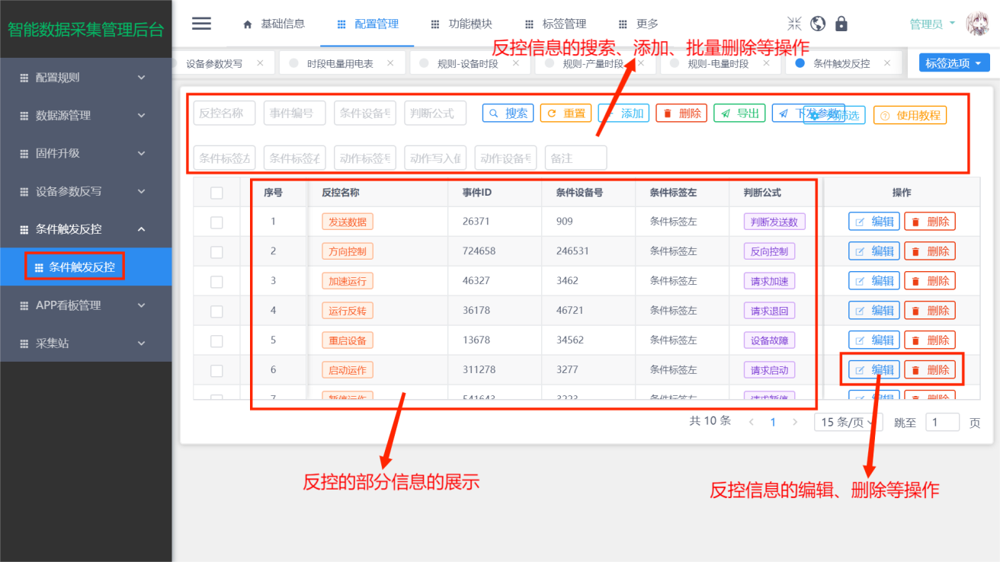 智能数据采集管理后台
基础信息 配置管理 功能模块 标签管理 更多
管理员
反控信息的搜索、添加、批量删除等操作
设备参数发写 时段电量用电表 规则-设备时段 规则-产量时段 规则-电量时段 条件触发反控
标签选项
配置规则
数据源管理
固件升级
设备参数反写
条件触发反控
条件触发反控
APP看板管理
采集站
反控名称 事件编号 条件设备号 判断公式 搜索 重置 添加 删除 导出 下发参数 筛选 使用教程
条件标签左 条件标签右 动作标签号 动作写入值 动作设备号 备注
序号 反控名称 事件ID 条件设备号 条件标签左 判断公式 操作
1 发送数据 26371 909 条件标签左 判断发送数 编辑 删除
2 方向控制 724658 246531 条件标签左 反向控制 编辑 删除
3 加速运行 46327 3462 条件标签左 请求加速 编辑 删除
4 运行反转 36178 46721 条件标签左 请求退回 编辑 删除
5 重启设备 13678 34562 条件标签左 设备故障 编辑 删除
6 启动运作 311278 3277 条件标签左 请求启动 编辑 删除
7 暂停运作 541643 3223 条件标签左 请求暂停 编辑 删除
共 10 条 1 15 条/页 跳至 1 页
反控的部分信息的展示
反控信息的编辑、删除等操作